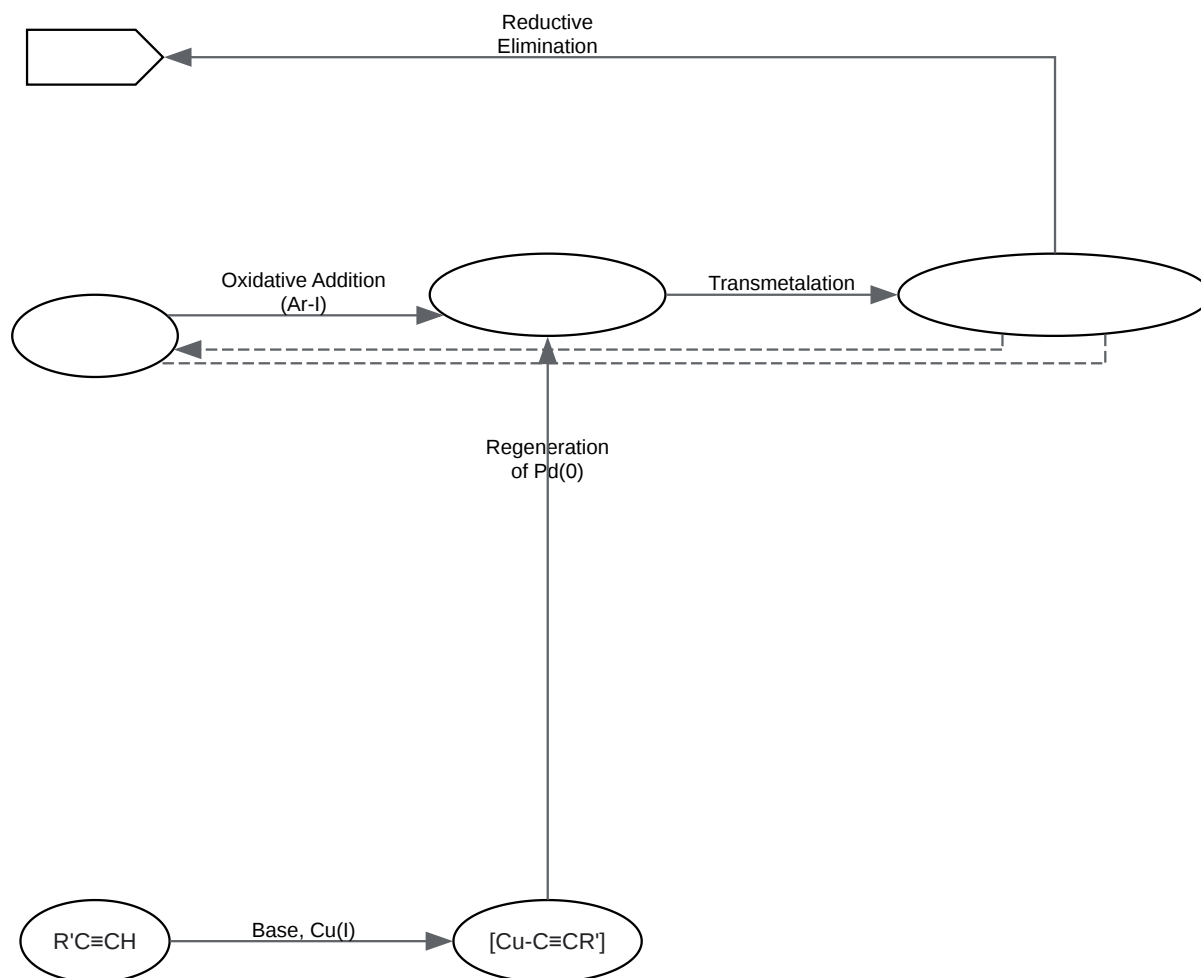 Reductive
Elimination
Oxidative Addition
(Ar-I)
Transmetalation
Regeneration
of Pd(0)
R'C≡CH
Base, Cu(I)
[Cu-C≡CR']